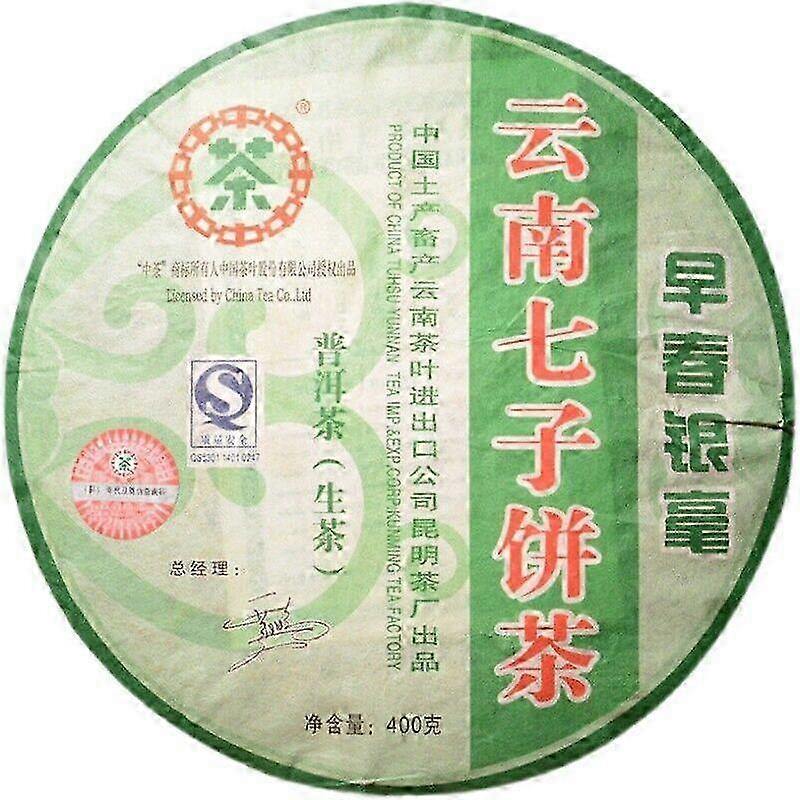 茶
®
“中茶”商标所有人中国茶叶股份有限公司授权出品
Licensed by China Tea Co.,Ltd
质量安全
QS5301 1401 0247
总经理：
净含量：400克
普洱茶（生茶）
PRODUCT OF CHINA TUHSU YUNNAN TEA IMP.&EXP.CORP.KUNMING TEA FACTORY
中国土产畜产云南茶叶进出口公司昆明茶厂出品
云南七子饼茶
早春银毫